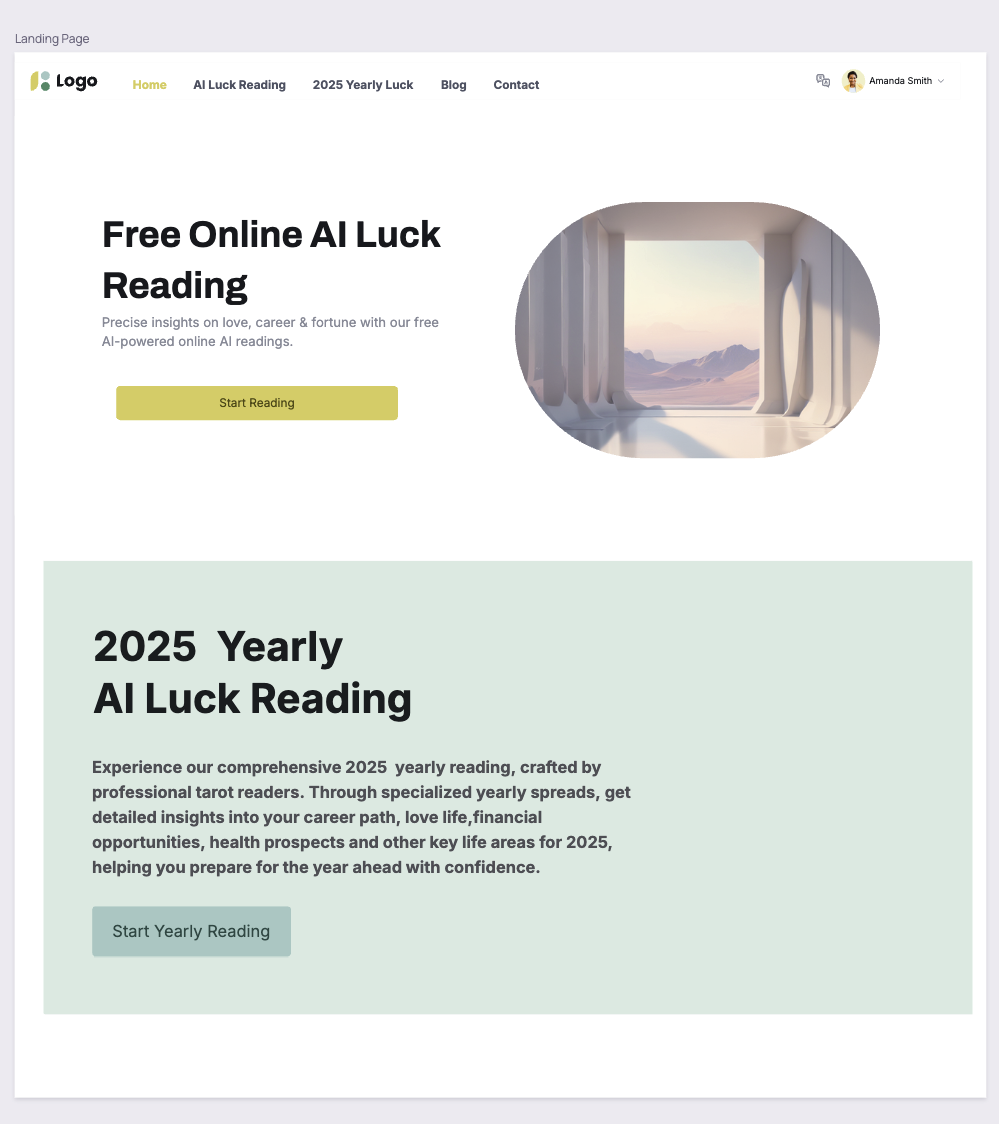 Landing Page
Logo
Home
AI Luck Reading
2025 Yearly Luck
Blog
Contact
Amanda Smith
Free Online AI Luck
Reading
Precise insights on love, career & fortune with our free
AI-powered online AI readings.
Start Reading
2025  Yearly
AI Luck Reading
Experience our comprehensive 2025  yearly reading, crafted by
professional tarot readers. Through specialized yearly spreads, get
detailed insights into your career path, love life,financial
opportunities, health prospects and other key life areas for 2025,
helping you prepare for the year ahead with confidence.
Start Yearly Reading